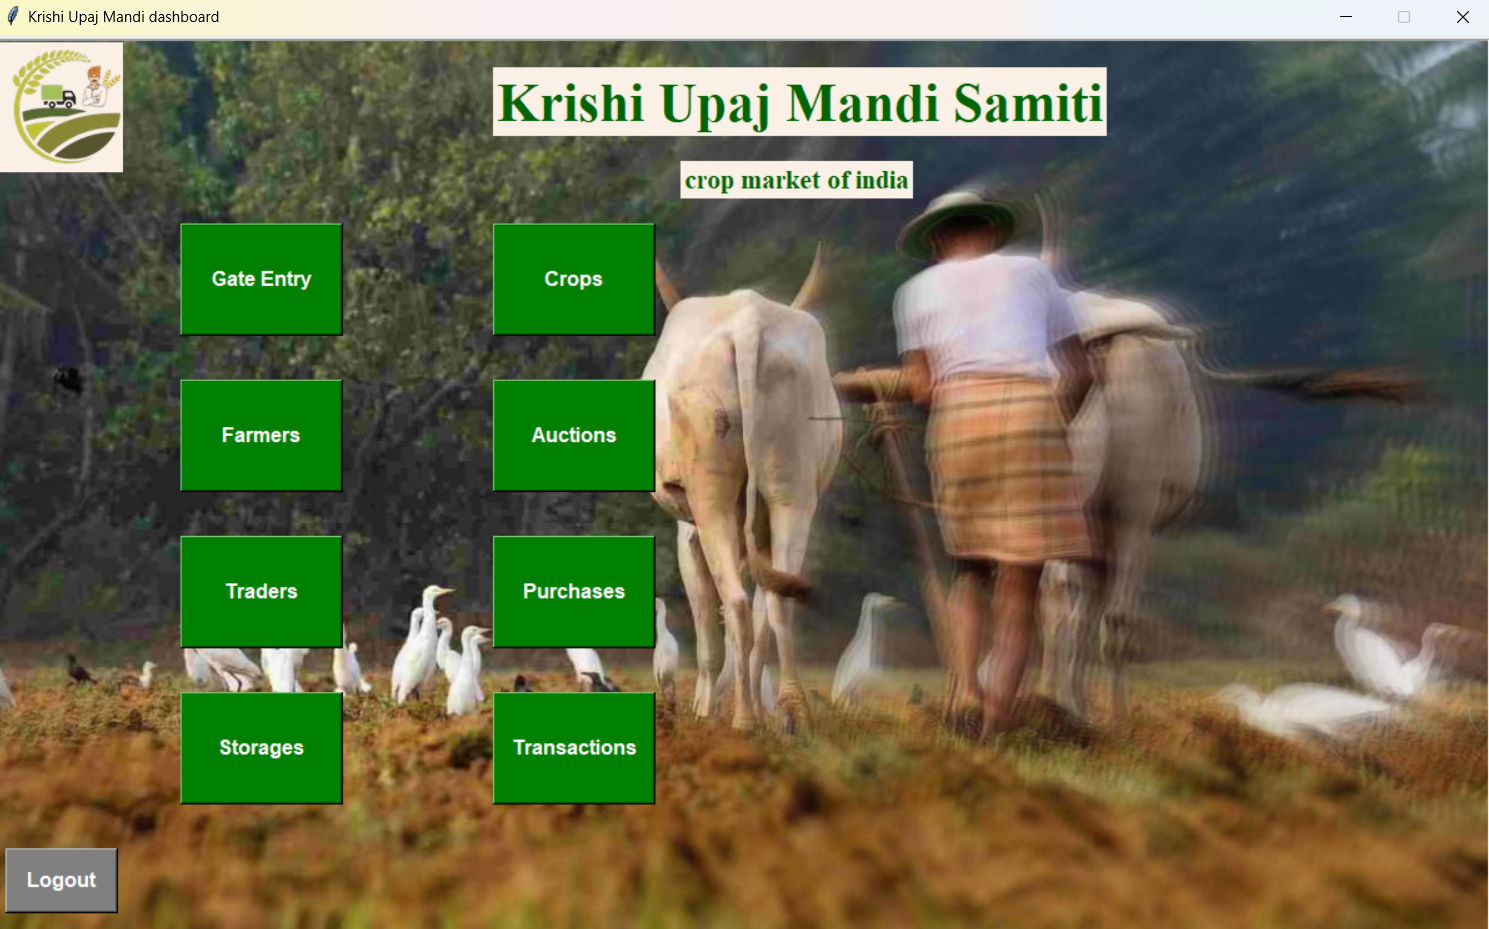 Krishi Upaj Mandi dashboard
Krishi Upaj Mandi Samiti
crop market of india
Gate Entry
Crops
Farmers
Auctions
Traders
Purchases
Storages
Transactions
Logout